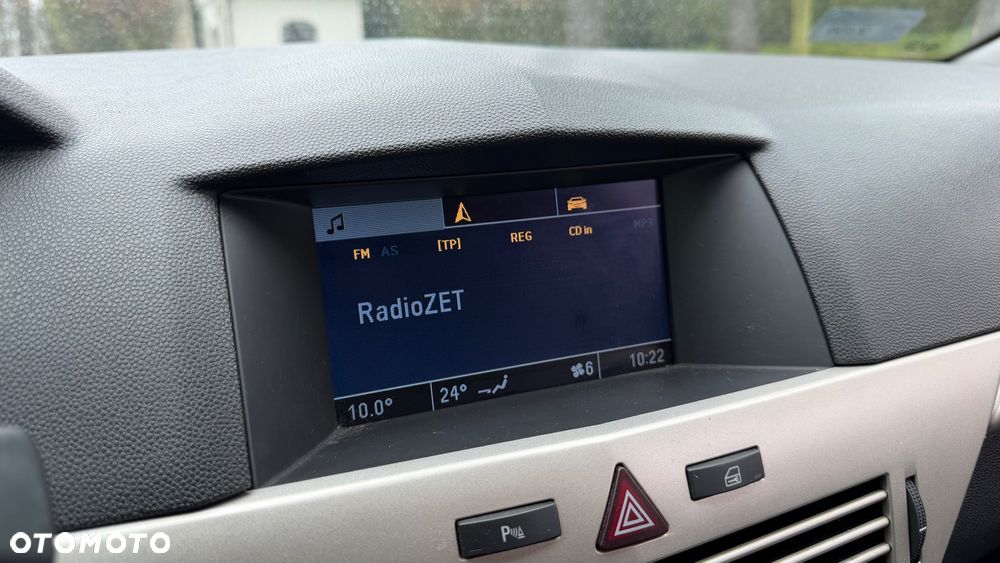 FM AS [TP] REG CD in MP3
RadioZET
10.0° 24° 6 10:22
P
OTOMOTO